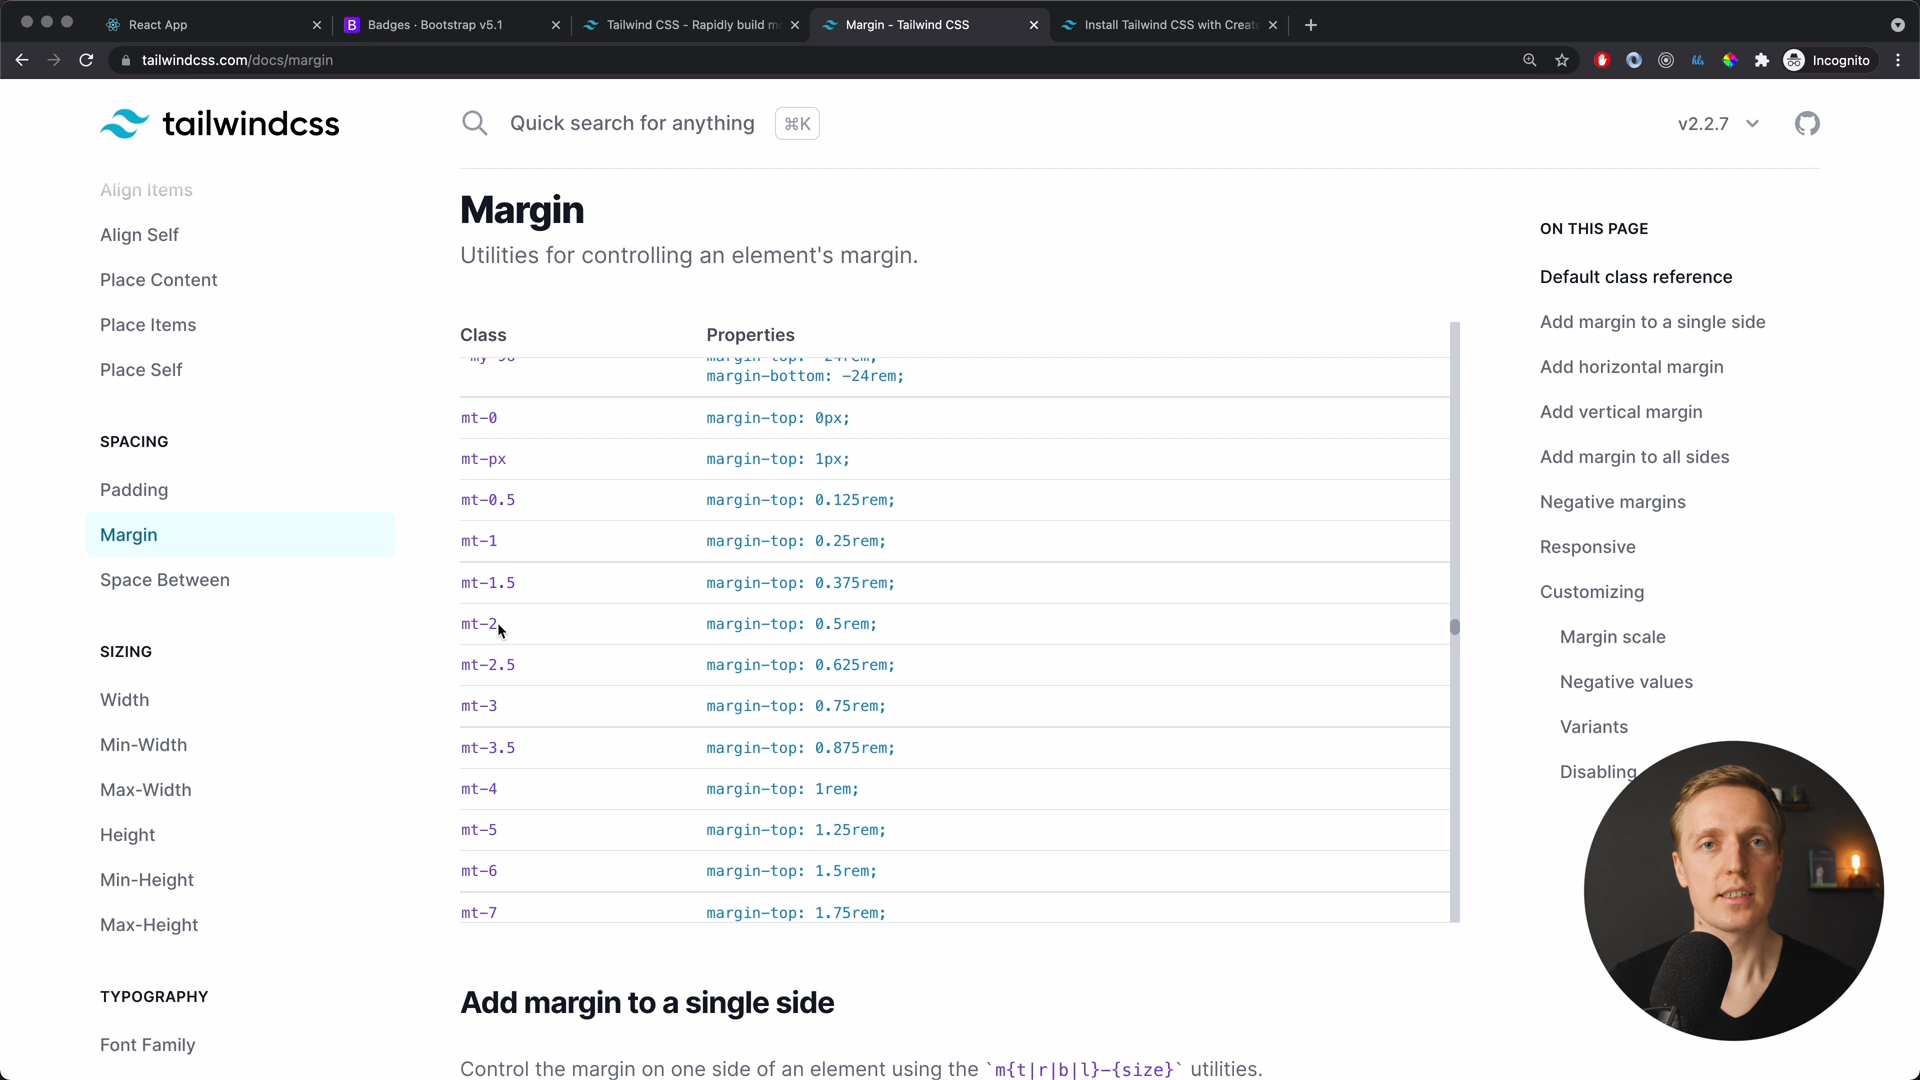 React App
Badges · Bootstrap v5.1
Tailwind CSS - Rapidly build m
Margin - Tailwind CSS
Install Tailwind CSS with Creat
tailwindcss.com/docs/margin
Incognito
tailwindcss
Quick search for anything
⌘K
v2.2.7
Align Items
Align Self
Place Content
Place Items
Place Self
SPACING
Padding
Margin
Space Between
SIZING
Width
Min-Width
Max-Width
Height
Min-Height
Max-Height
TYPOGRAPHY
Font Family
Margin
Utilities for controlling an element's margin.
Class Properties
margin-bottom: -24rem;
mt-0 margin-top: 0px;
mt-px margin-top: 1px;
mt-0.5 margin-top: 0.125rem;
mt-1 margin-top: 0.25rem;
mt-1.5 margin-top: 0.375rem;
mt-2 margin-top: 0.5rem;
mt-2.5 margin-top: 0.625rem;
mt-3 margin-top: 0.75rem;
mt-3.5 margin-top: 0.875rem;
mt-4 margin-top: 1rem;
mt-5 margin-top: 1.25rem;
mt-6 margin-top: 1.5rem;
mt-7 margin-top: 1.75rem;
Add margin to a single side
Control the margin on one side of an element using the `m{t|r|b|l}-{size}` utilities.
ON THIS PAGE
Default class reference
Add margin to a single side
Add horizontal margin
Add vertical margin
Add margin to all sides
Negative margins
Responsive
Customizing
Margin scale
Negative values
Variants
Disabling